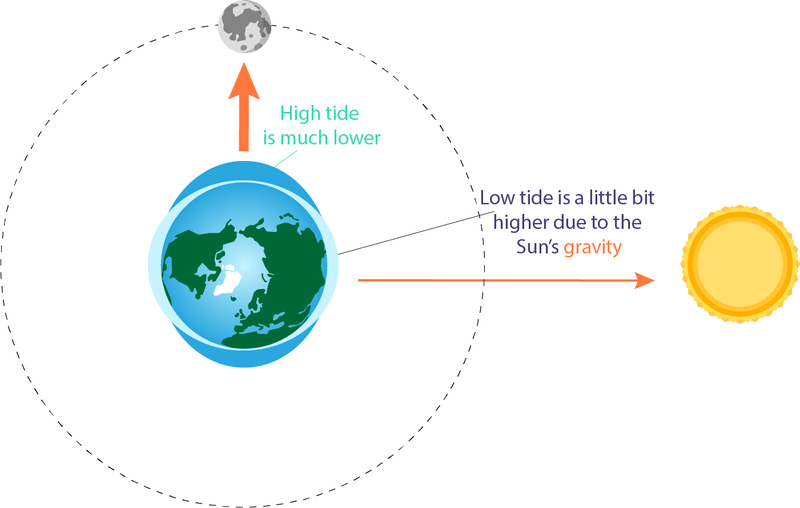 High tide
is much lower
Low tide is a little bit
higher due to the
Sun's gravity